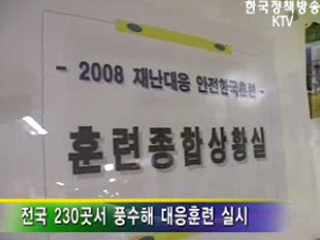 한국정책방송
KTV
- 2008 재난대응 안전한국훈련 -
훈련종합상황실
전국 230곳서 풍수해 대응훈련 실시